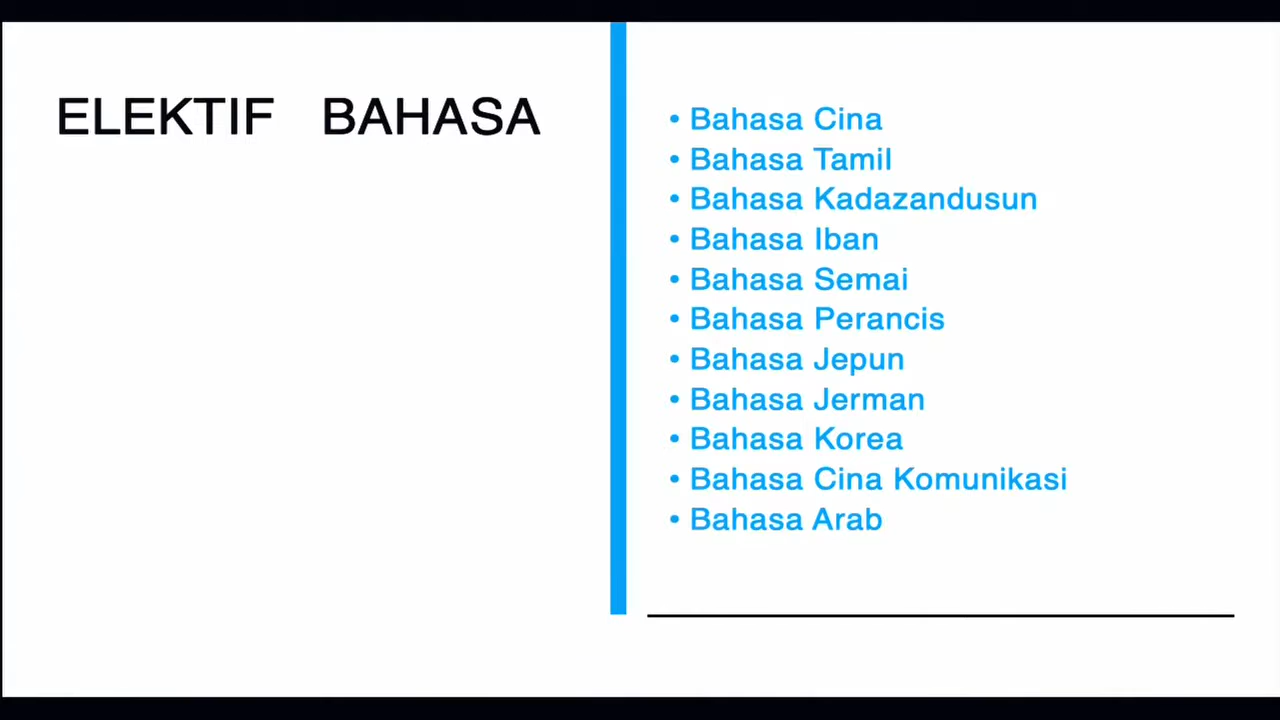 ELEKTIF BAHASA
• Bahasa Cina
• Bahasa Tamil
• Bahasa Kadazandusun
• Bahasa Iban
• Bahasa Semai
• Bahasa Perancis
• Bahasa Jepun
• Bahasa Jerman
• Bahasa Korea
• Bahasa Cina Komunikasi
• Bahasa Arab